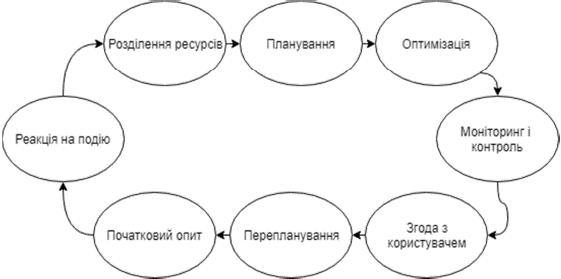 Розділення ресурсів
Планування
Оптимізація
Моніторинг і
контроль
Згода з
користувачем
Перепланування
Початковий опит
Реакція на подію